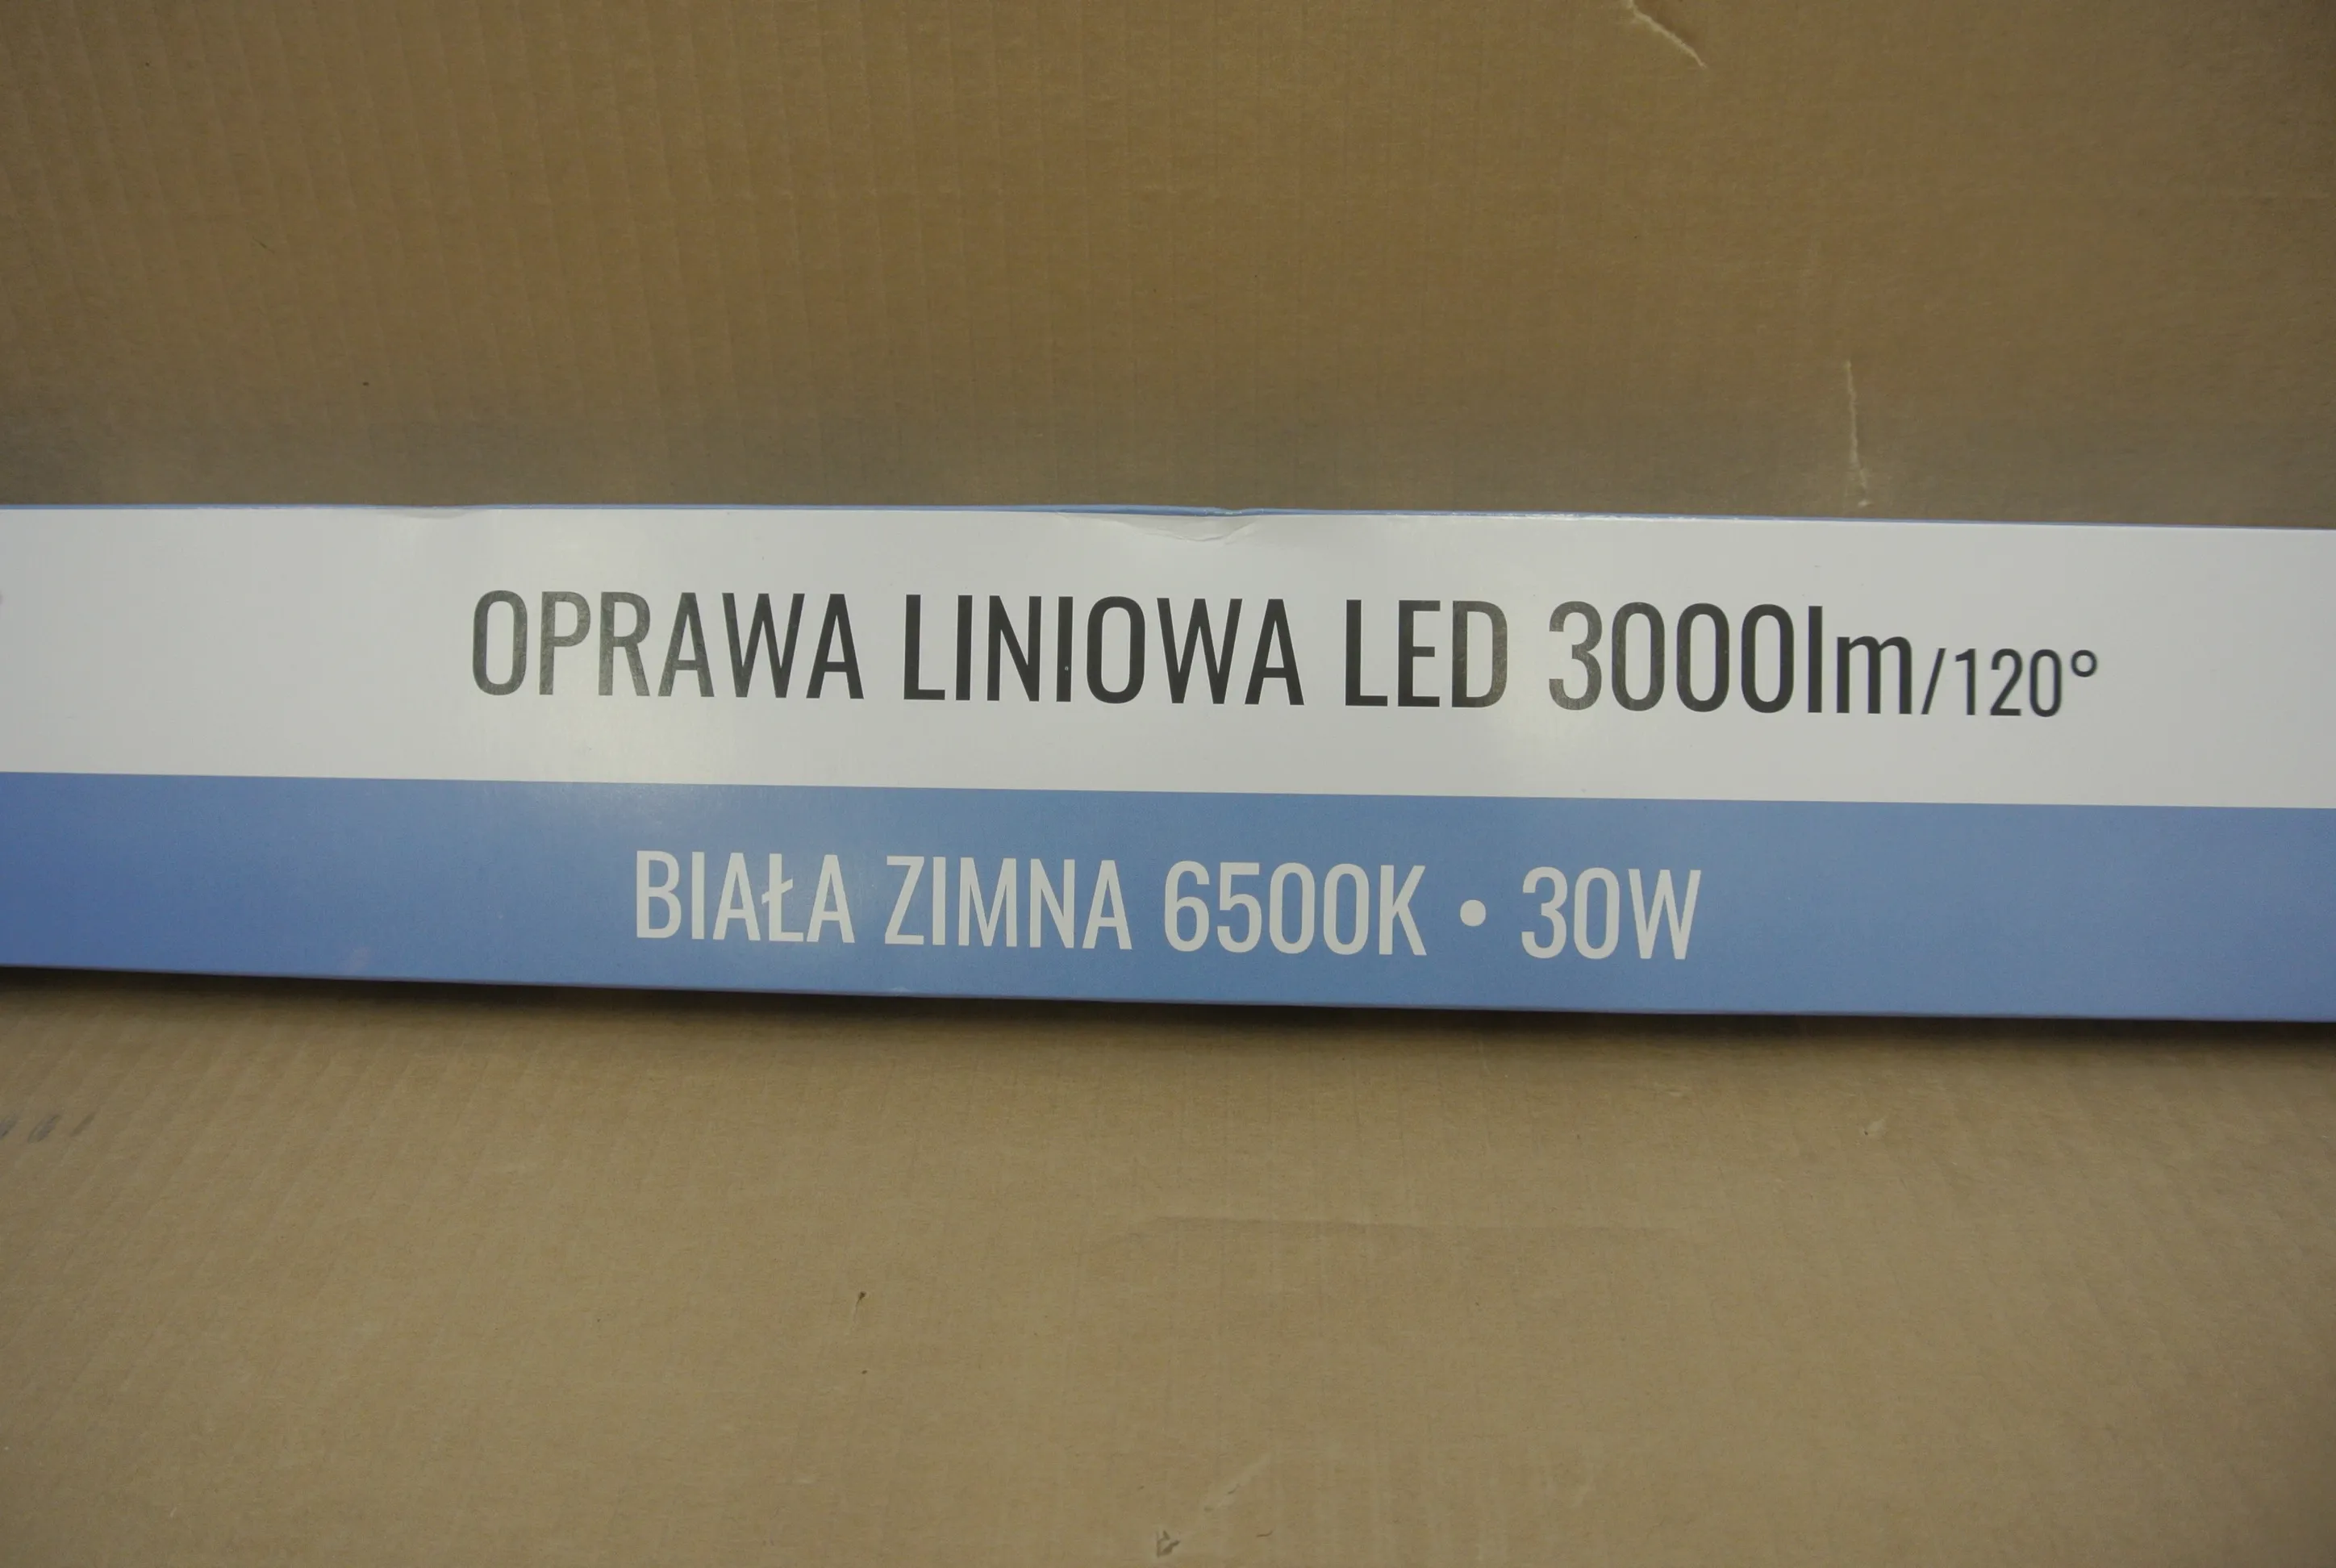 OPRAWA LINIOWA LED 3000lm/120°
BIAŁA ZIMNA 6500K • 30W